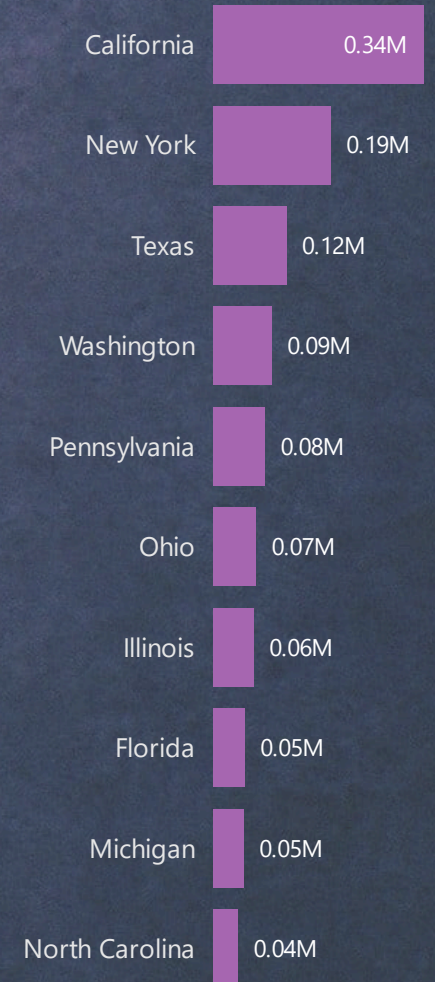 California 0.34M
New York 0.19M
Texas 0.12M
Washington 0.09M
Pennsylvania 0.08M
Ohio 0.07M
Illinois 0.06M
Florida 0.05M
Michigan 0.05M
North Carolina 0.04M